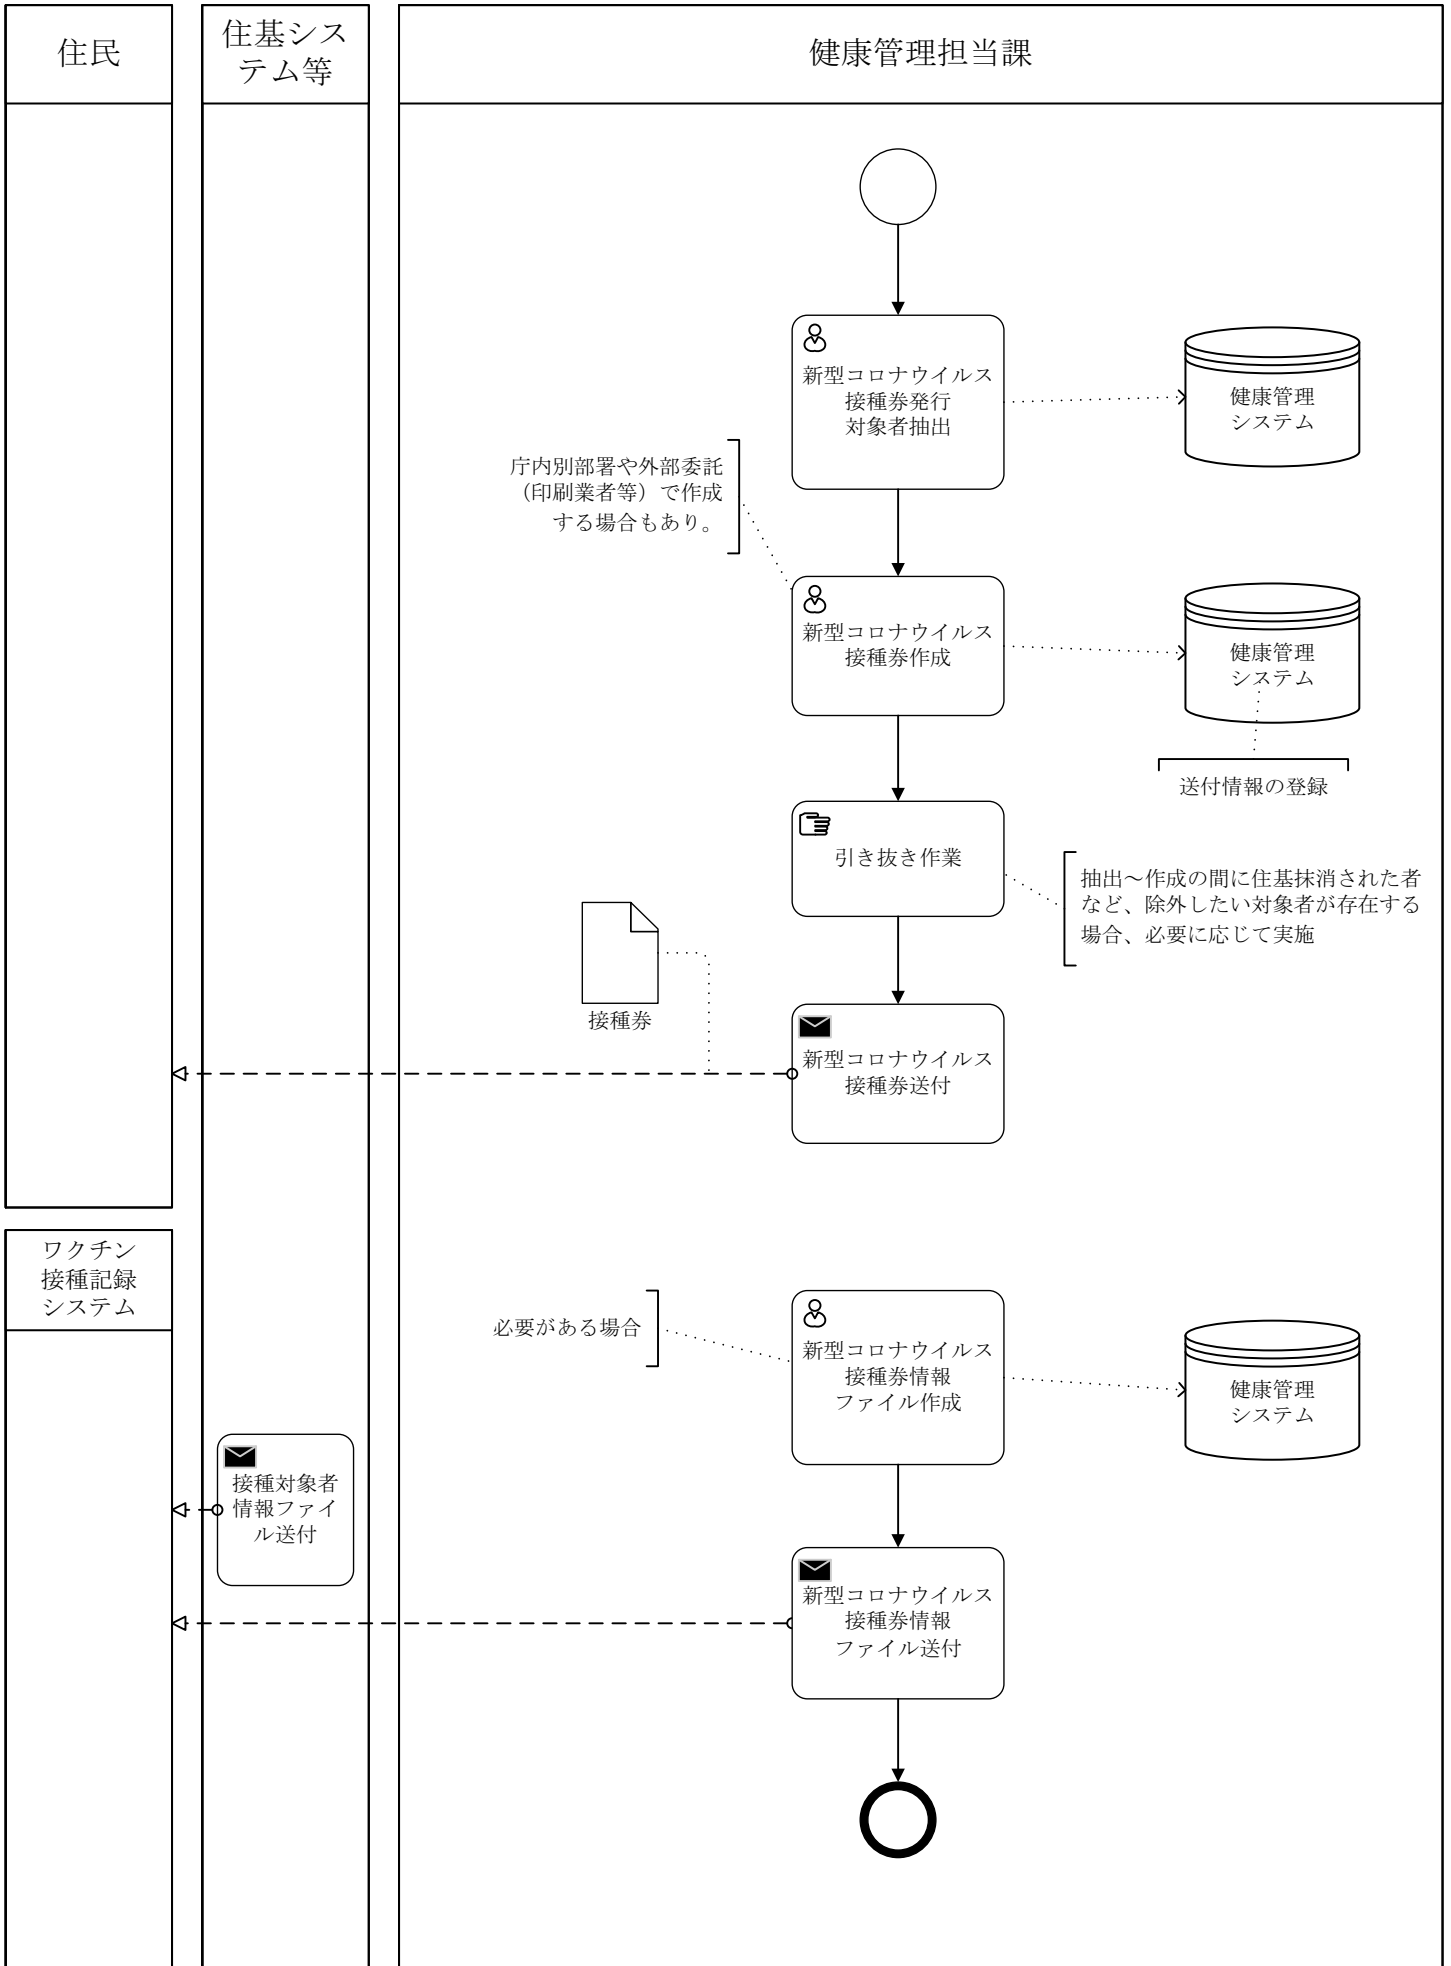 住民
住基シス
テム等
健康管理担当課
新型コロナウイルス
接種券発行
対象者抽出
健康管理
システム
庁内別部署や外部委託
（印刷業者等）で作成
する場合もあり。
新型コロナウイルス
接種券作成
健康管理
システム
送付情報の登録
引き抜き作業
抽出～作成の間に住基抹消された者
など、除外したい対象者が存在する
場合、必要に応じて実施
接種券
新型コロナウイルス
接種券送付
ワクチン
接種記録
システム
必要がある場合
新型コロナウイルス
接種券情報
ファイル作成
健康管理
システム
接種対象者
情報ファイ
ル送付
新型コロナウイルス
接種券情報
ファイル送付